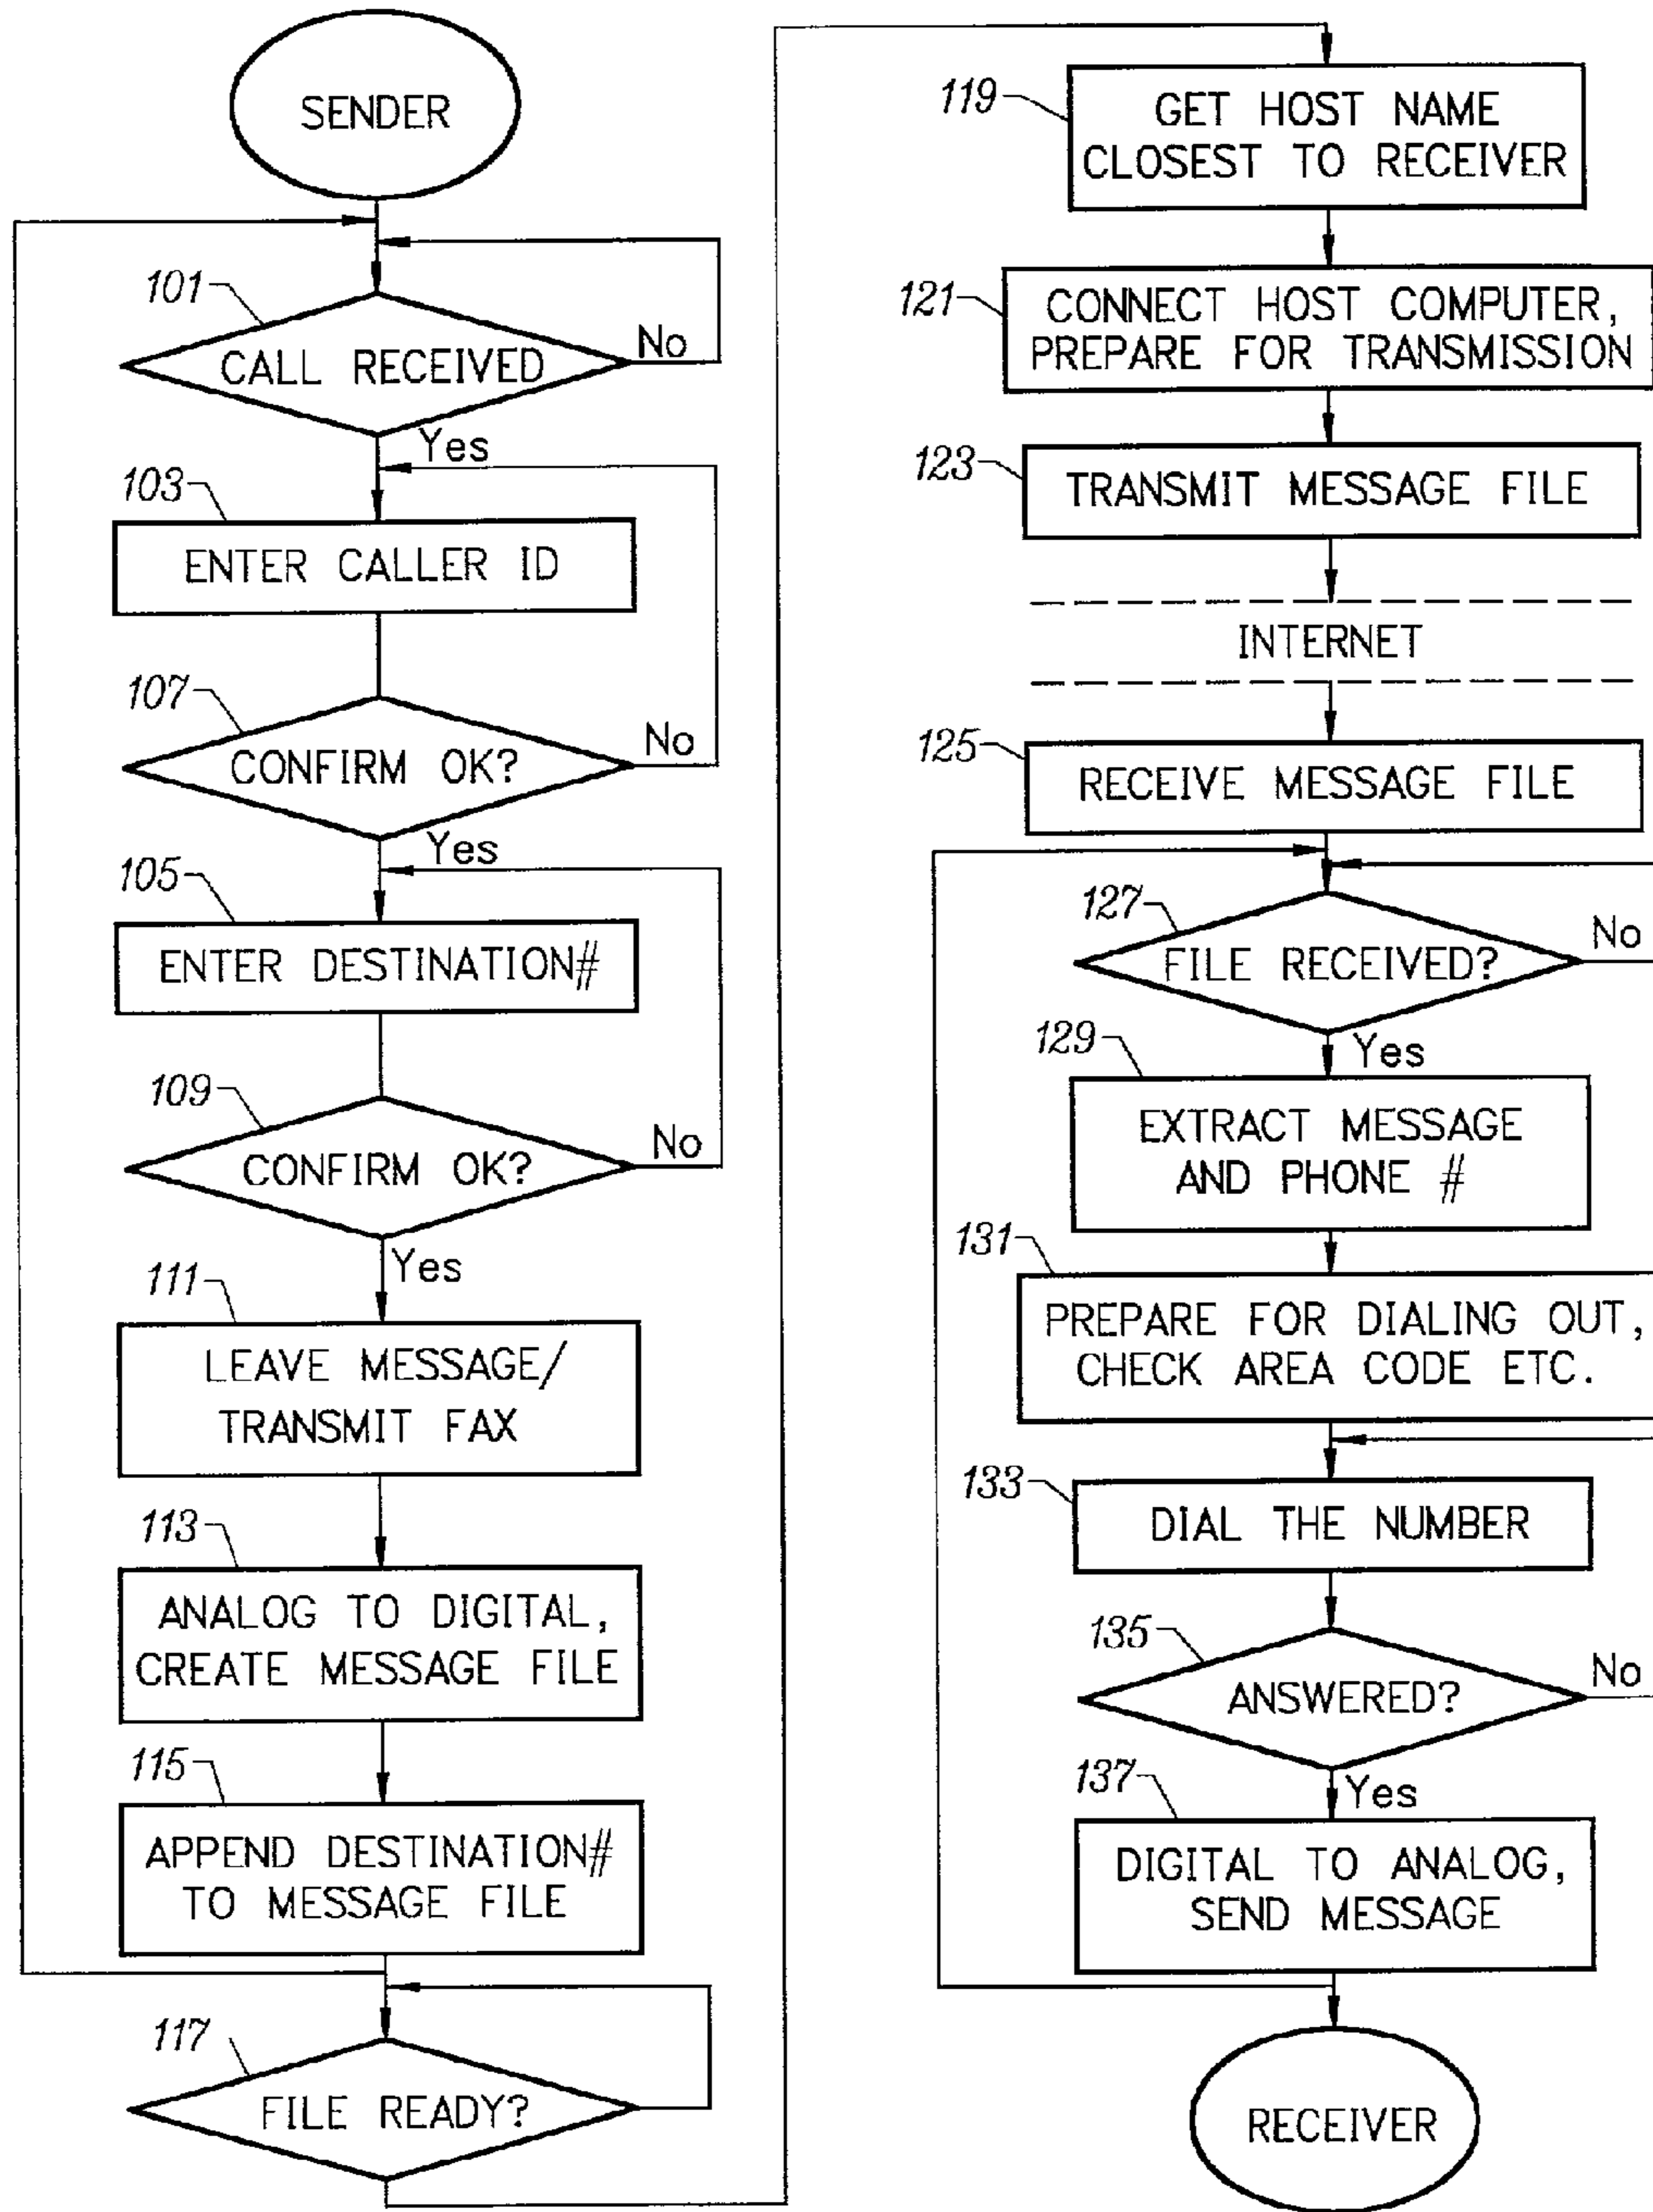 SENDER
101
CALL RECEIVED
No
Yes
103
ENTER CALLER ID
107
CONFIRM OK?
No
Yes
105
ENTER DESTINATION#
109
CONFIRM OK?
No
Yes
111
LEAVE MESSAGE/
TRANSMIT FAX
113
ANALOG TO DIGITAL,
CREATE MESSAGE FILE
115
APPEND DESTINATION#
TO MESSAGE FILE
117
FILE READY?
119
GET HOST NAME
CLOSEST TO RECEIVER
121
CONNECT HOST COMPUTER,
PREPARE FOR TRANSMISSION
123
TRANSMIT MESSAGE FILE
INTERNET
125
RECEIVE MESSAGE FILE
127
FILE RECEIVED?
No
Yes
129
EXTRACT MESSAGE
AND PHONE #
131
PREPARE FOR DIALING OUT,
CHECK AREA CODE ETC.
133
DIAL THE NUMBER
135
ANSWERED?
No
Yes
137
DIGITAL TO ANALOG,
SEND MESSAGE
RECEIVER